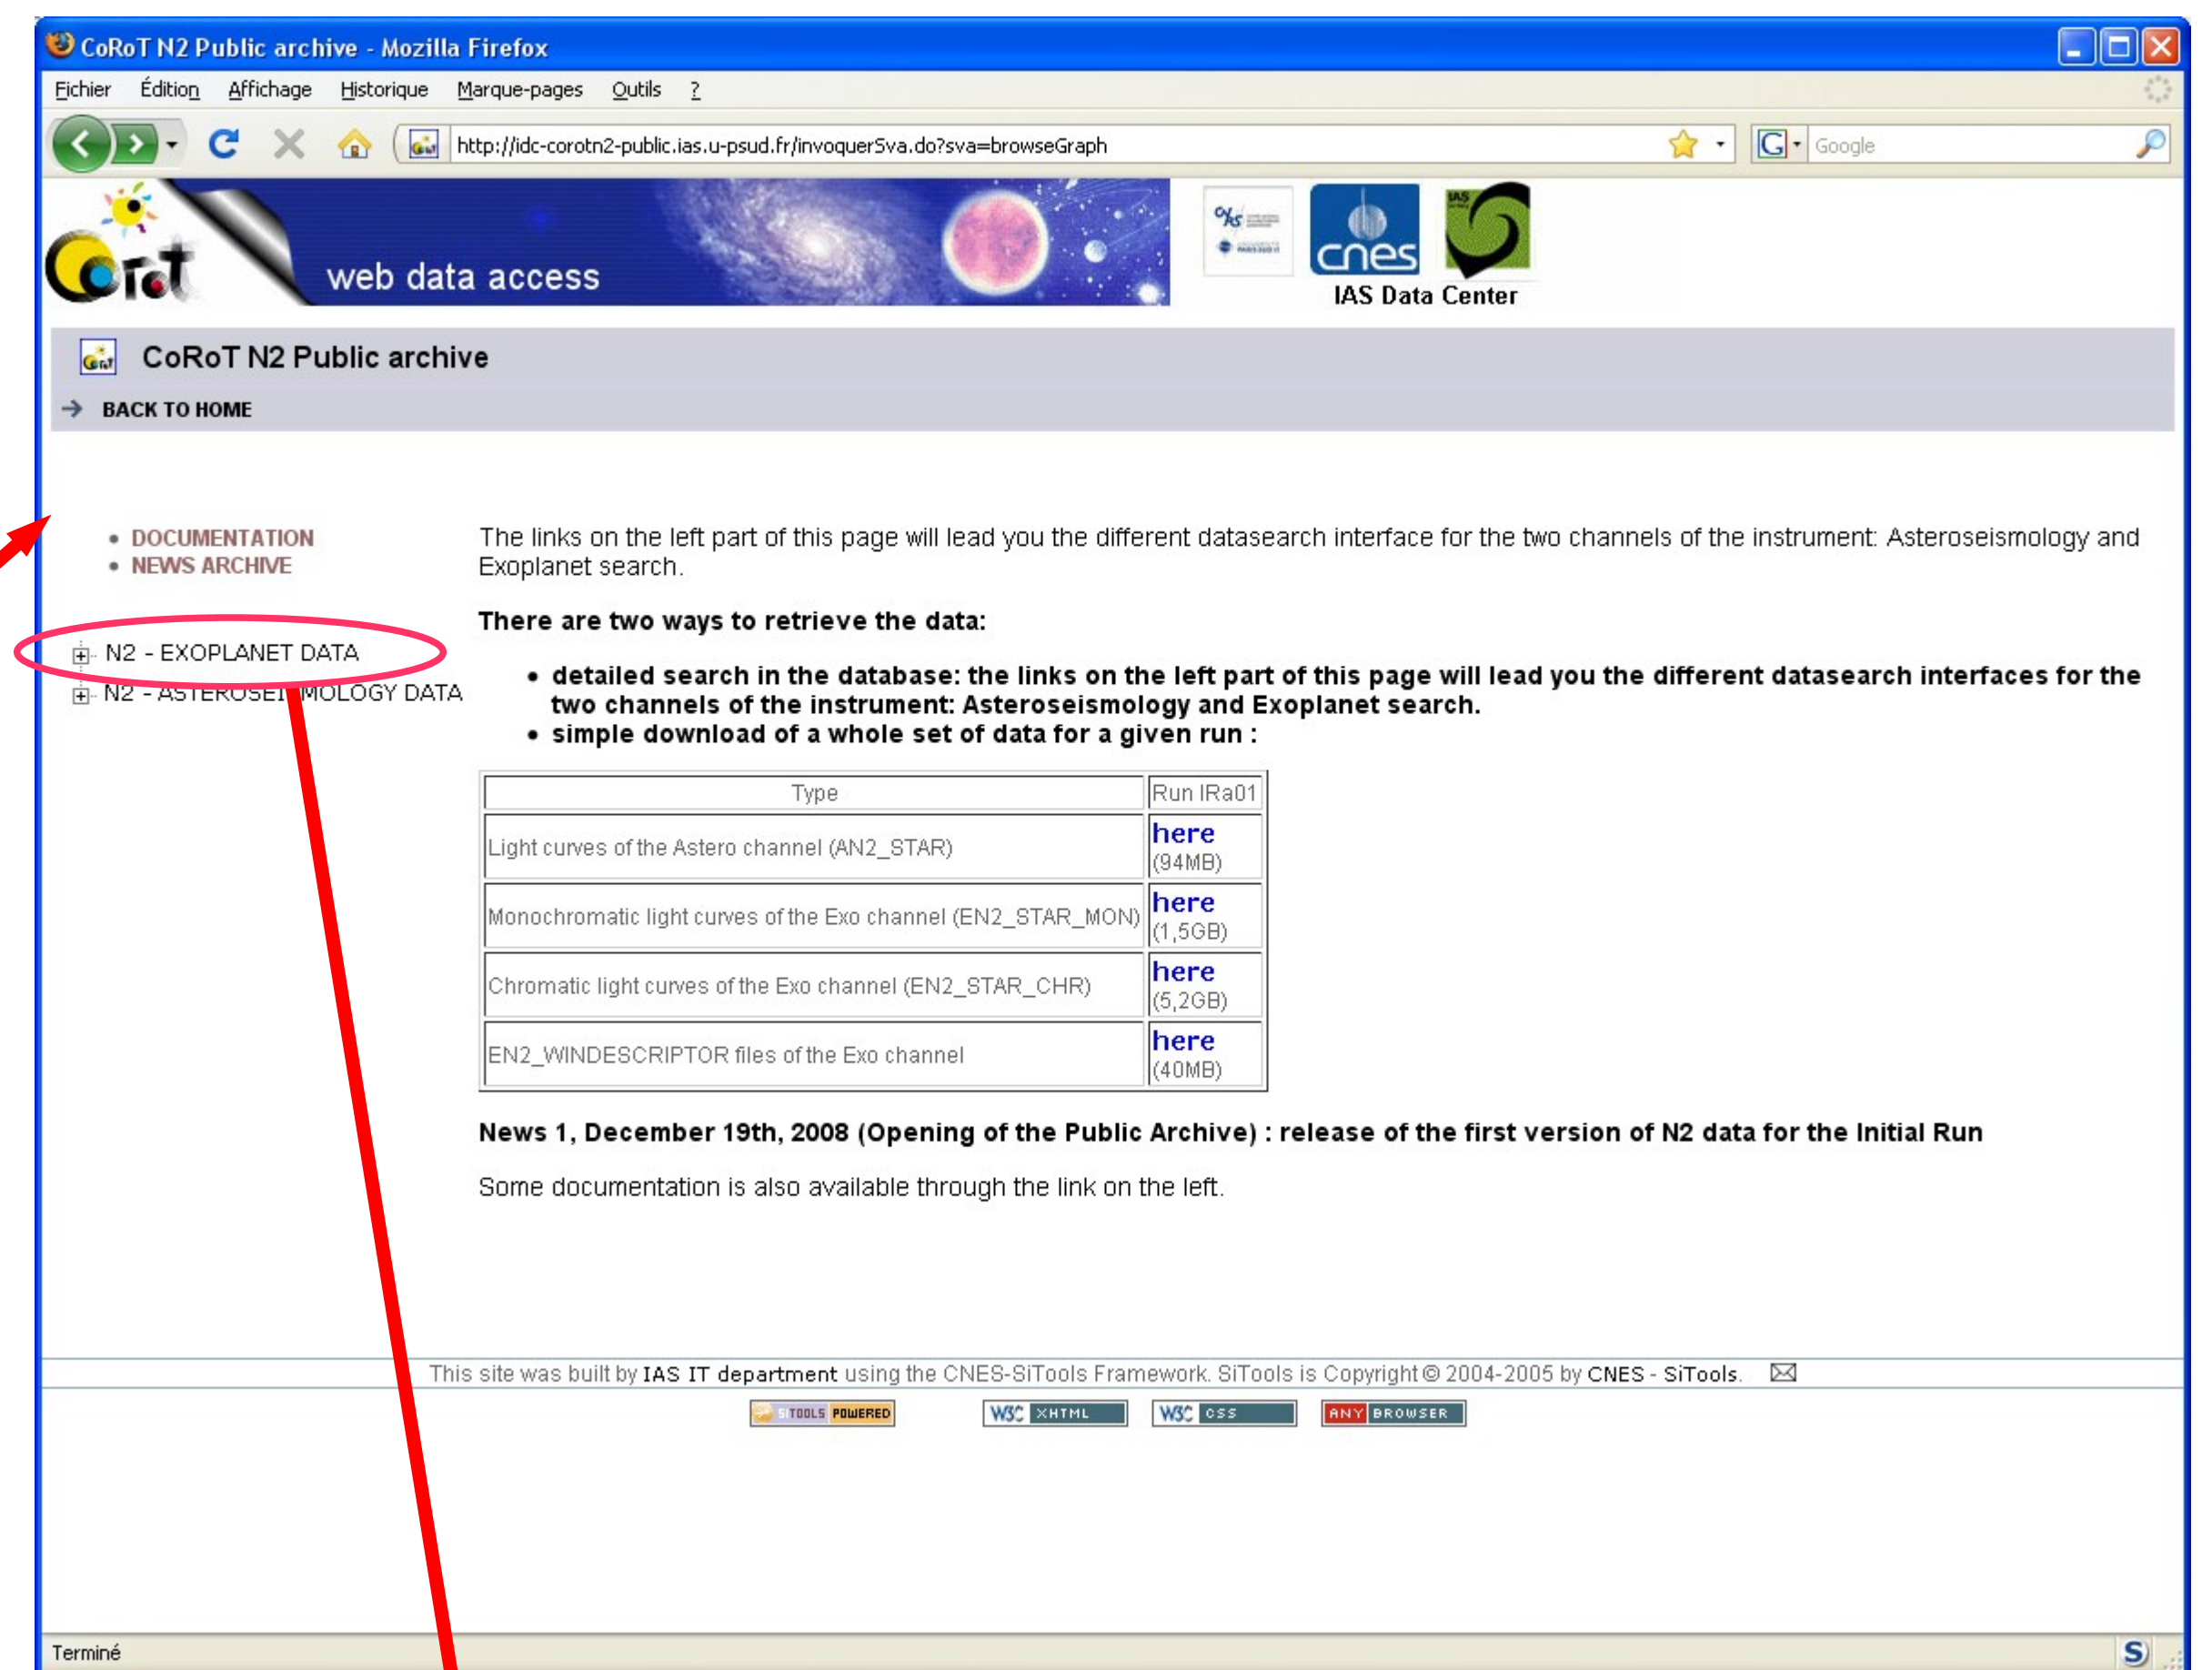 CoRoT N2 Public archive - Mozilla Firefox
Fichier Édition Affichage Historique Marque-pages Outils ?
http://idc-corotn2-public.ias.u-psud.fr/invoquerSva.do?sva=browseGraph
G Google
Corot
web data access
cnrs
cnes
IAS
IAS Data Center
Corot CoRoT N2 Public archive
BACK TO HOME
• DOCUMENTATION
• NEWS ARCHIVE
N2 - EXOPLANET DATA
N2 - ASTEROSEISMOLOGY DATA
The links on the left part of this page will lead you the different datasearch interface for the two channels of the instrument: Asteroseismology and
Exoplanet search.
There are two ways to retrieve the data:
• detailed search in the database: the links on the left part of this page will lead you the different datasearch interfaces for the
two channels of the instrument: Asteroseismology and Exoplanet search.
• simple download of a whole set of data for a given run :
Type Run IRa01
Light curves of the Astero channel (AN2_STAR) here
(94MB)
Monochromatic light curves of the Exo channel (EN2_STAR_MON) here
(1,5GB)
Chromatic light curves of the Exo channel (EN2_STAR_CHR) here
(5,2GB)
EN2_WINDESCRIPTOR files of the Exo channel here
(40MB)
News 1, December 19th, 2008 (Opening of the Public Archive) : release of the first version of N2 data for the Initial Run
Some documentation is also available through the link on the left.
This site was built by IAS IT department using the CNES-SiTools Framework. SiTools is Copyright © 2004-2005 by CNES - SiTools.
SITOOLS POWERED W3C XHTML W3C CSS ANY BROWSER
Terminé
S